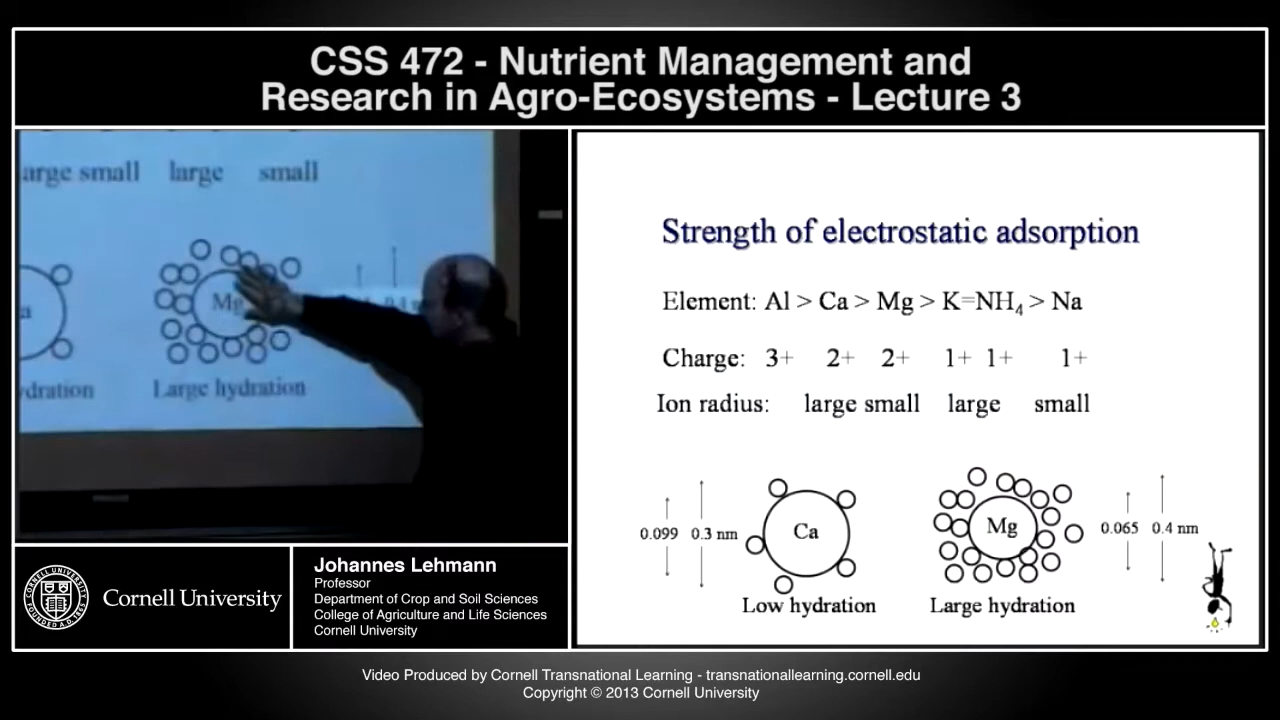 CSS 472 - Nutrient Management and
Research in Agro-Ecosystems - Lecture 3
arge small large small
a
Mg
dration
Large hydration
Strength of electrostatic adsorption
Element: Al > Ca > Mg > K=NH₄ > Na
Charge: 3+ 2+ 2+ 1+ 1+ 1+
Ion radius: large small large small
0.099 0.3 nm Ca
Mg 0.065 0.4 nm
Low hydration Large hydration
Cornell University
Johannes Lehmann
Professor
Department of Crop and Soil Sciences
College of Agriculture and Life Sciences
Cornell University
Video Produced by Cornell Transnational Learning - transnationallearning.cornell.edu
Copyright © 2013 Cornell University